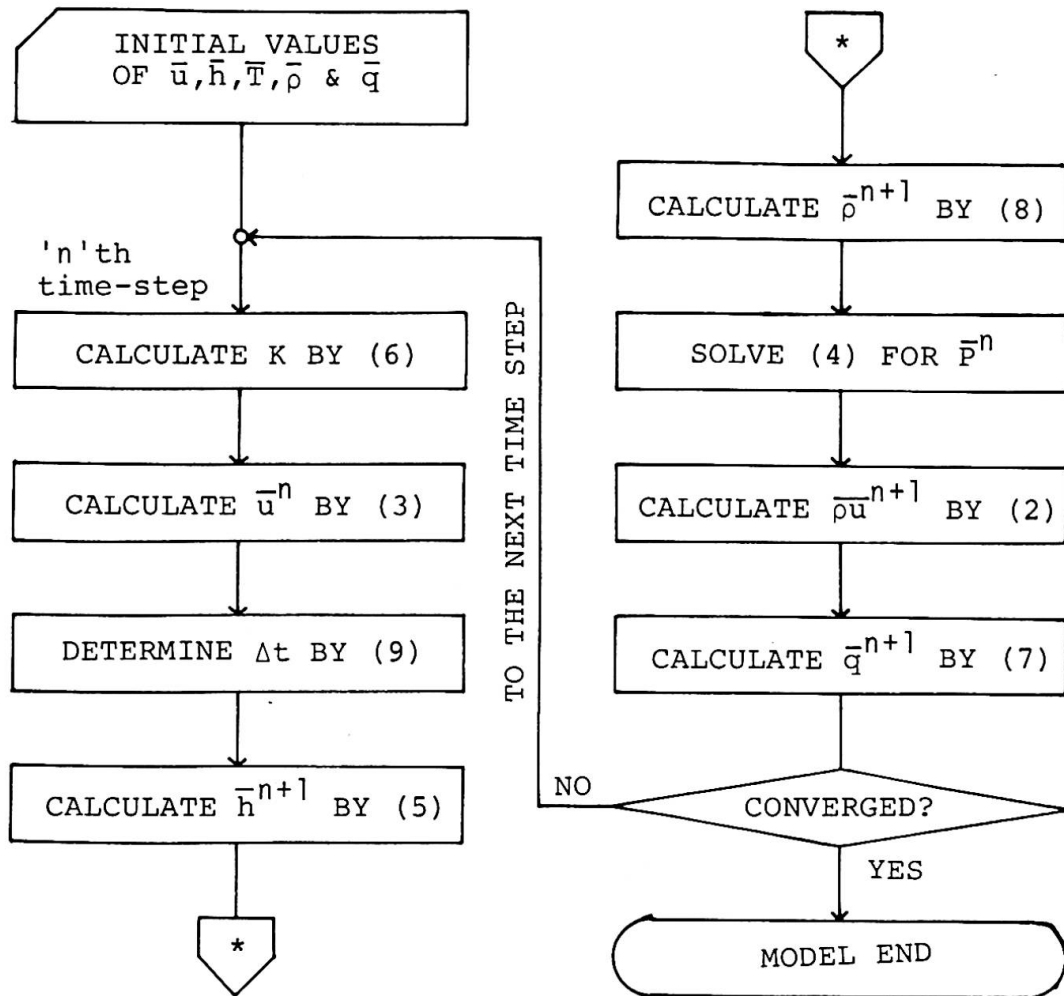 INITIAL VALUES
OF ū,h̄,T̄,ρ̄ & q̄
'n'th
time-step
CALCULATE K BY (6)
CALCULATE ūⁿ BY (3)
DETERMINE Δt BY (9)
CALCULATE h̄ⁿ⁺¹ BY (5)
*
TO THE NEXT TIME STEP
*
CALCULATE ρ̄ⁿ⁺¹ BY (8)
SOLVE (4) FOR P̄ⁿ
CALCULATE ρ̅u̅ⁿ⁺¹ BY (2)
CALCULATE q̄ⁿ⁺¹ BY (7)
NO
CONVERGED?
YES
MODEL END